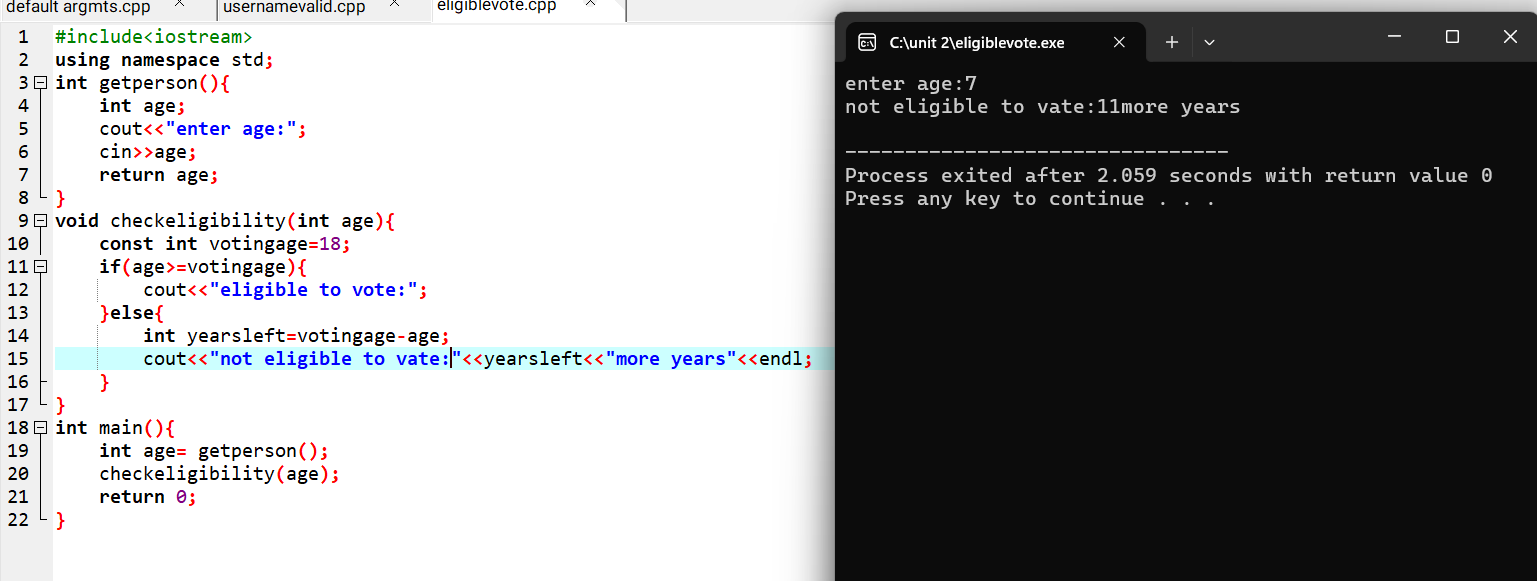 default argmts.cpp usernamevalid.cpp eligiblevote.cpp
1 #include<iostream>
2 using namespace std;
3 int getperson(){
4 int age;
5 cout<<"enter age:";
6 cin>>age;
7 return age;
8 }
9 void checkeligibility(int age){
10 const int votingage=18;
11 if(age>=votingage){
12 cout<<"eligible to vote:";
13 }else{
14 int yearsleft=votingage-age;
15 cout<<"not eligible to vate:"<<yearsleft<<"more years"<<endl;
16 }
17 }
18 int main(){
19 int age= getperson();
20 checkeligibility(age);
21 return 0;
22 }
C:\unit 2\eligiblevote.exe
enter age:7
not eligible to vate:11more years
--------------------------------
Process exited after 2.059 seconds with return value 0
Press any key to continue . . .